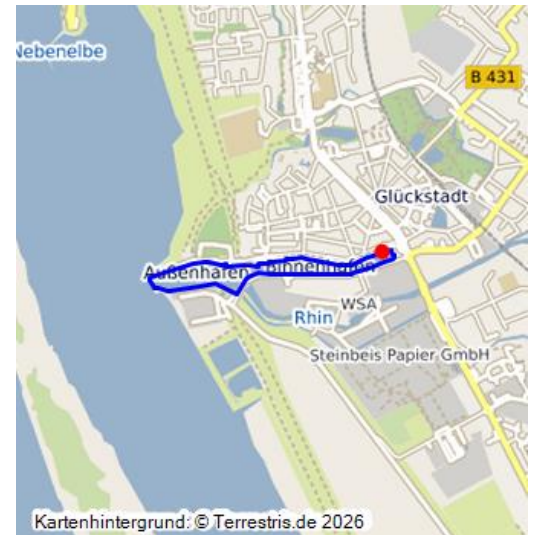 Nebenelbe
B 431
Glückstadt
Außenhafen
Binnenhafen
WSA
Rhin
Steinbeis Papier GmbH
Kartenhintergrund: © Terrestris.de 2026